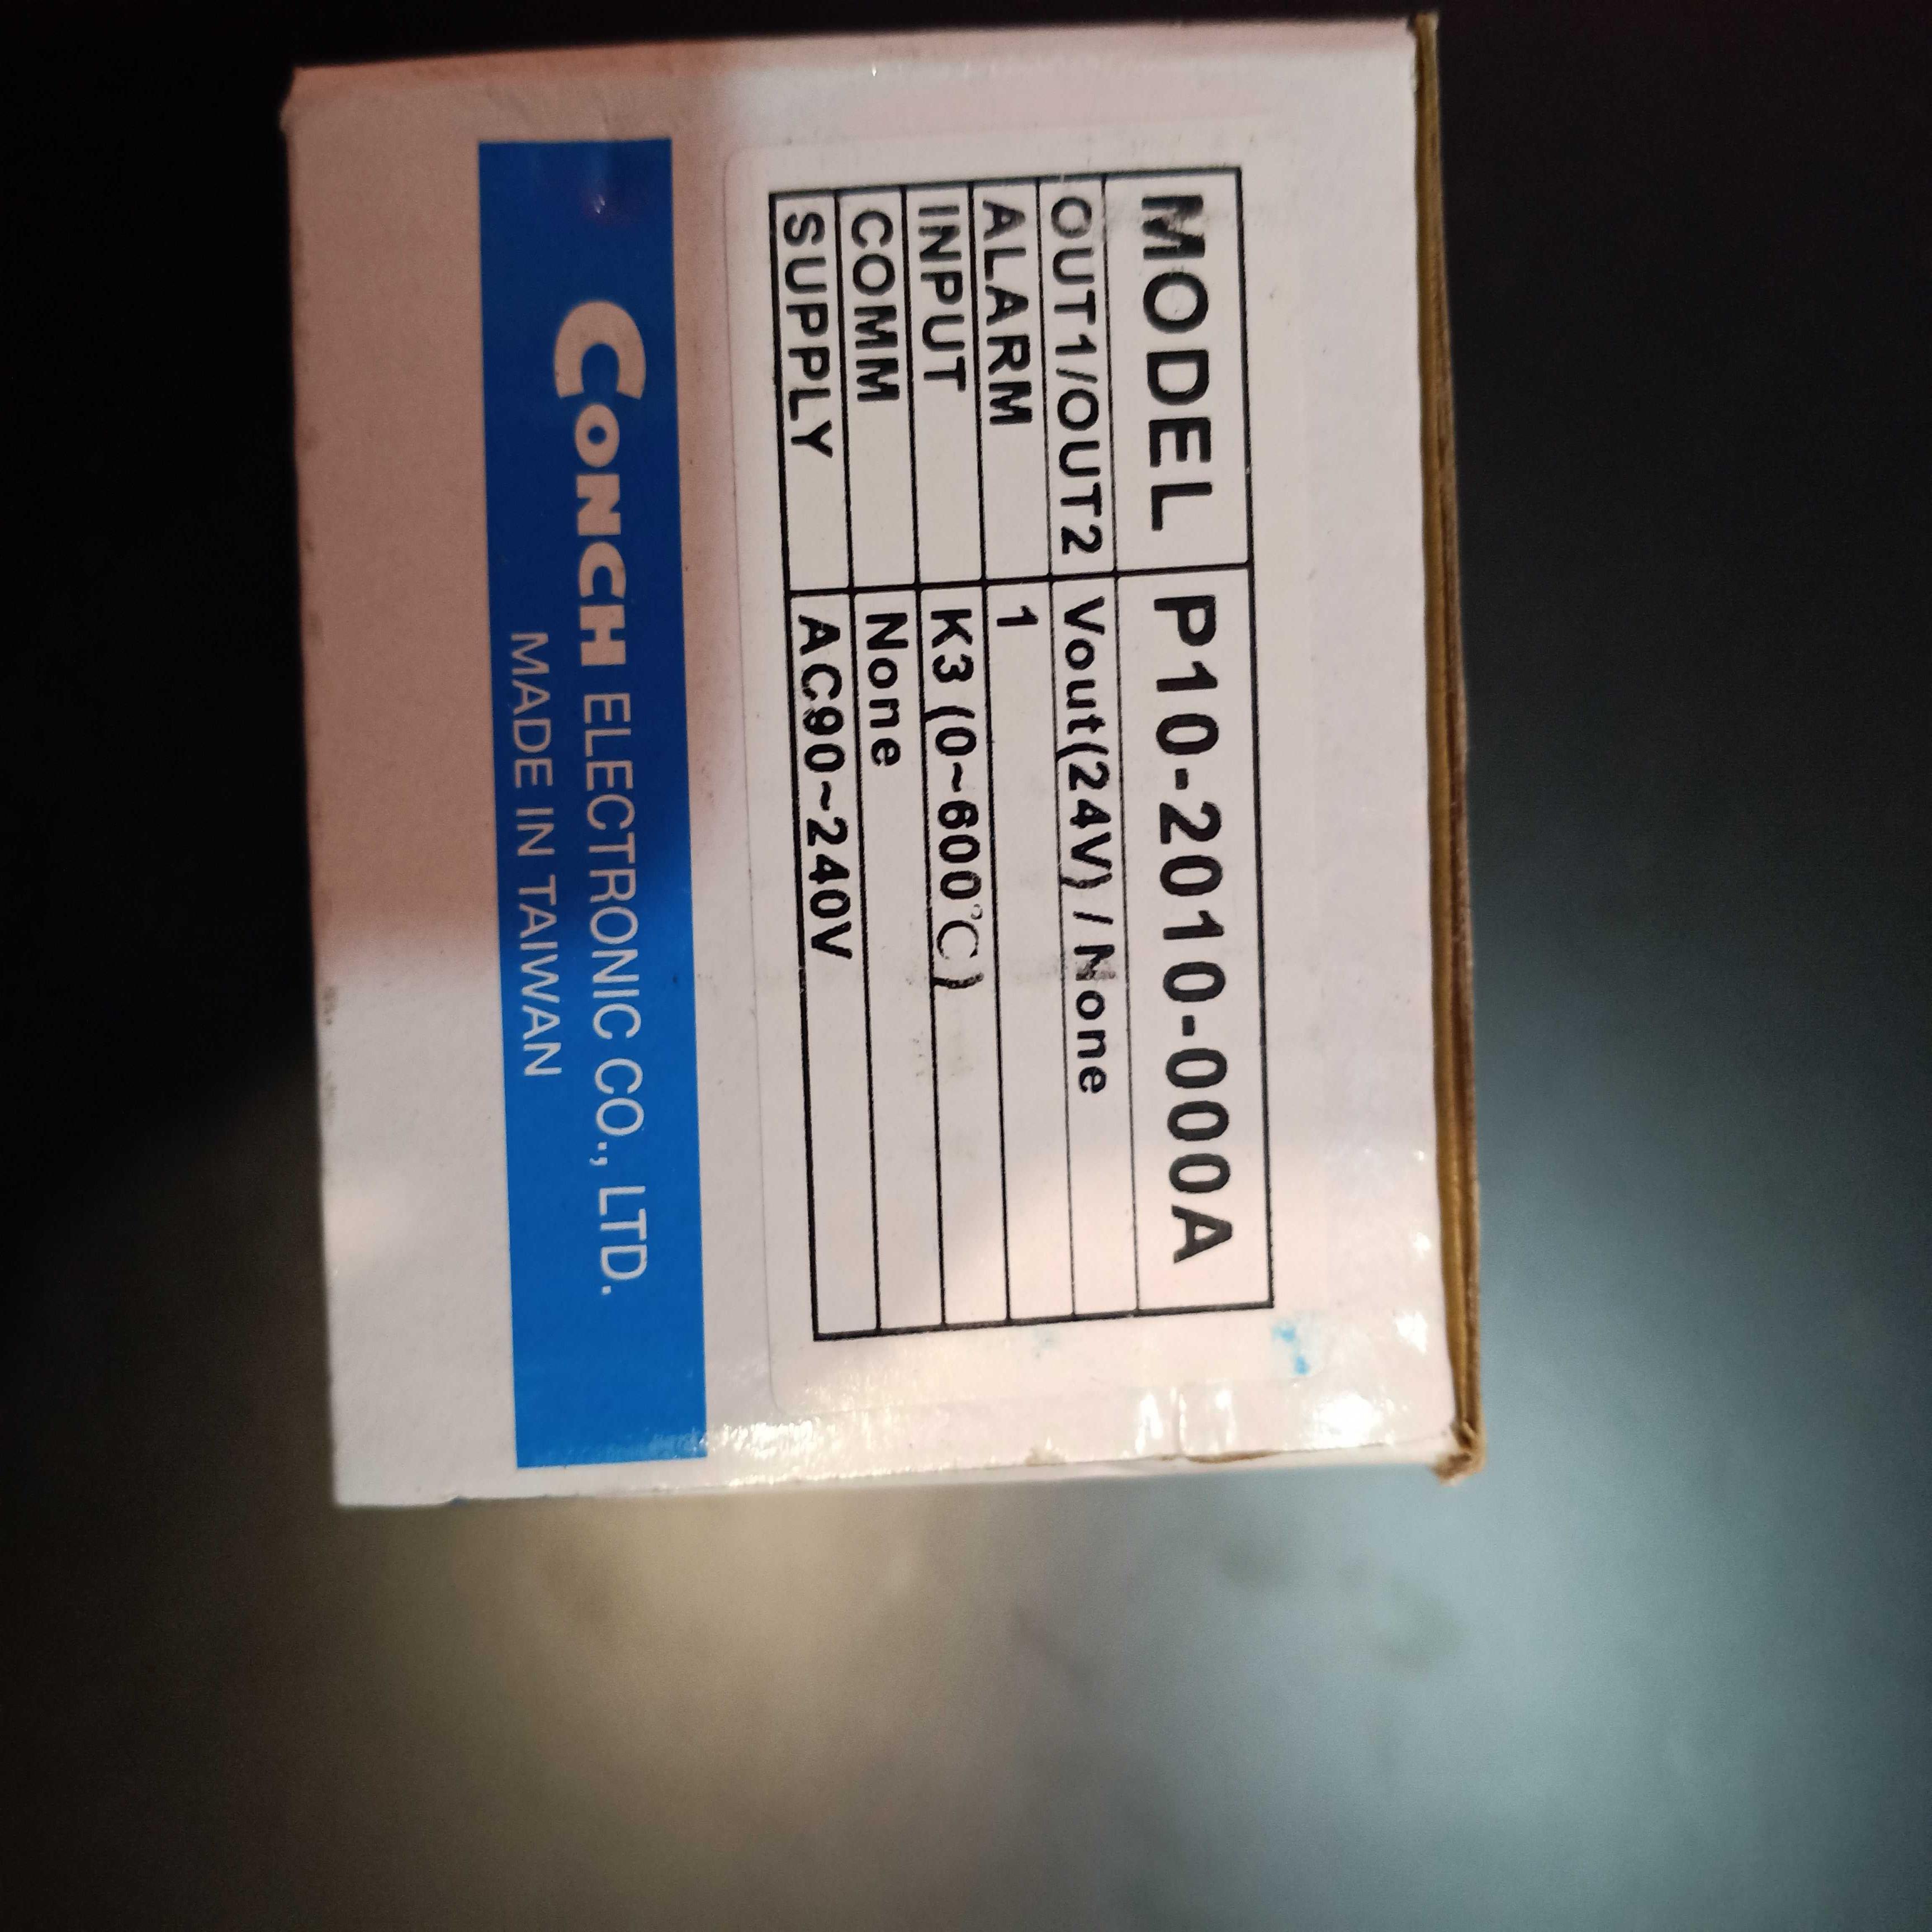 MODEL P10-2010-000A
OUT1/OUT2 Vout(24V) / None
ALARM 1
INPUT K3 (0~600℃)
COMM None
SUPPLY AC90~240V
CONCH ELECTRONIC CO., LTD.
MADE IN TAIWAN